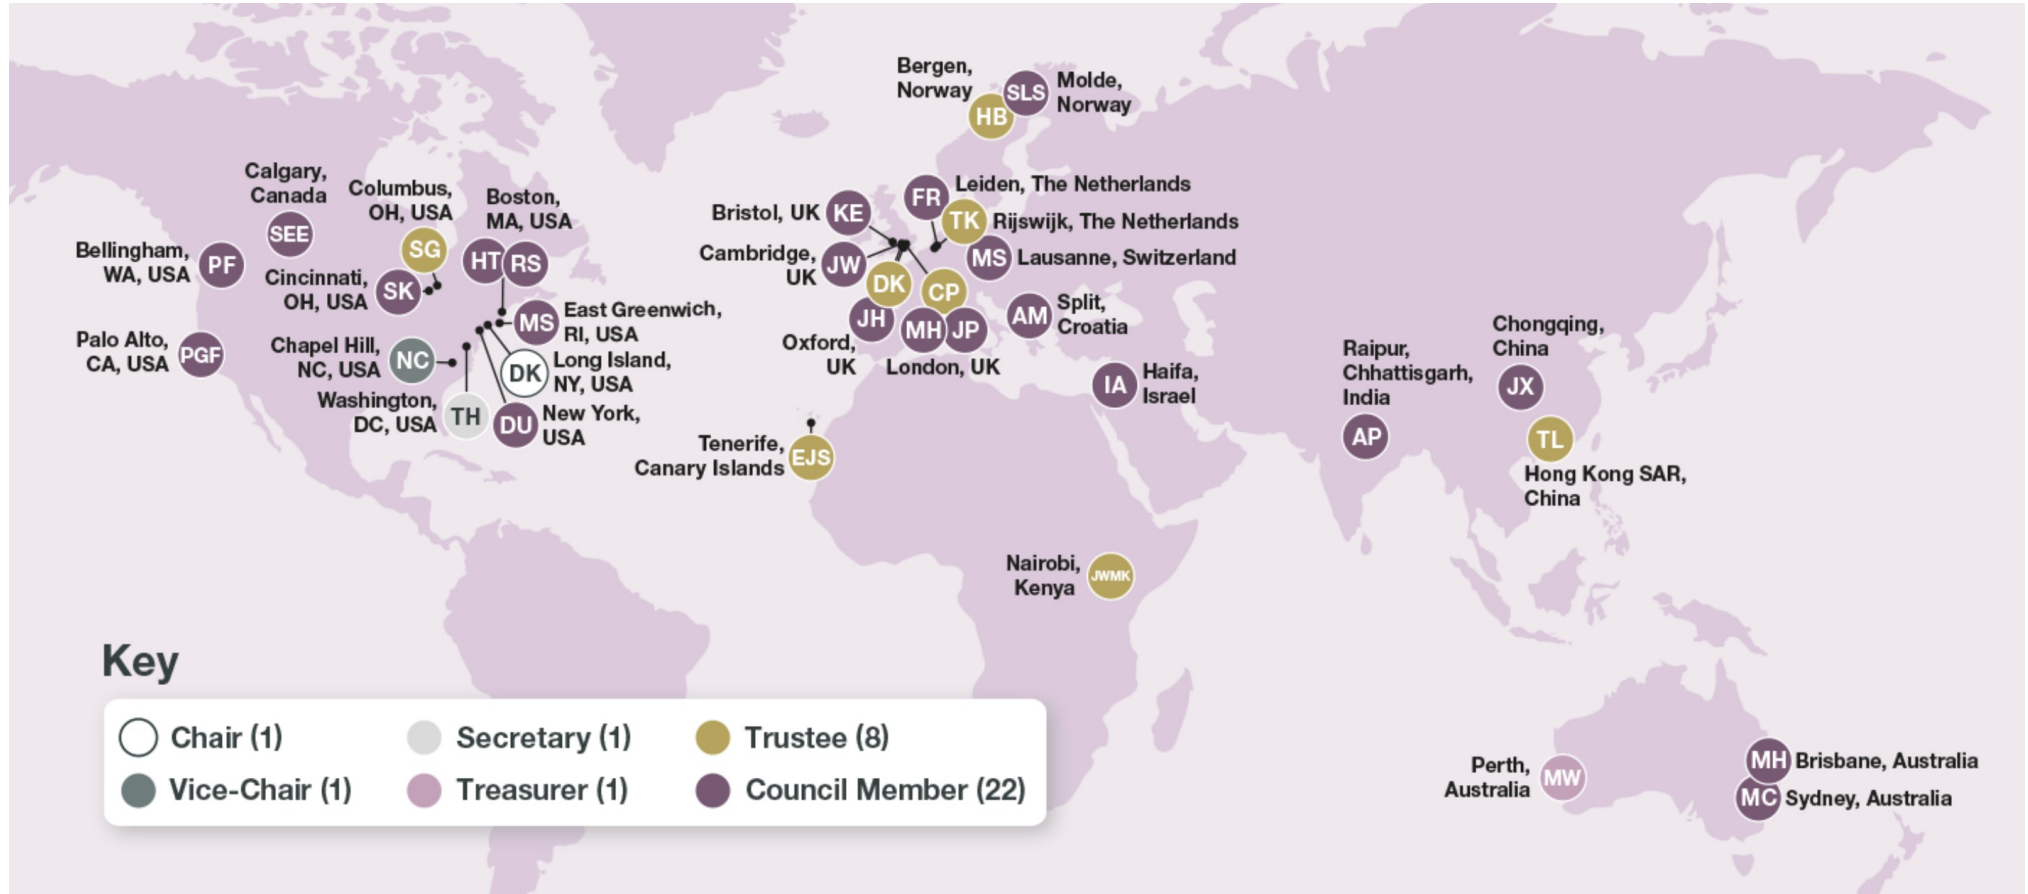 Bergen,
Norway
HB
SLS
Molde,
Norway
Calgary,
Canada
SEE
Columbus,
OH, USA
SG
Boston,
MA, USA
HT
RS
Bellingham,
WA, USA
PF
Cincinnati,
OH, USA
SK
MS
East Greenwich,
RI, USA
Palo Alto,
CA, USA
PGF
Chapel Hill,
NC, USA
NC
DK
Long Island,
NY, USA
Washington,
DC, USA
TH
DU
New York,
USA
Bristol, UK
KE
FR
Leiden, The Netherlands
TK
Rijswijk, The Netherlands
Cambridge,
UK
JW
MS
Lausanne, Switzerland
DK
CP
JH
Oxford,
UK
MH
JP
London, UK
AM
Split,
Croatia
IA
Haifa,
Israel
Tenerife,
Canary Islands
EJS
Raipur,
Chhattisgarh,
India
AP
Chongqing,
China
JX
TL
Hong Kong SAR,
China
Nairobi,
Kenya
JWMK
Perth,
Australia
MW
MH
Brisbane, Australia
MC
Sydney, Australia
Key
Chair (1)
Secretary (1)
Trustee (8)
Vice-Chair (1)
Treasurer (1)
Council Member (22)